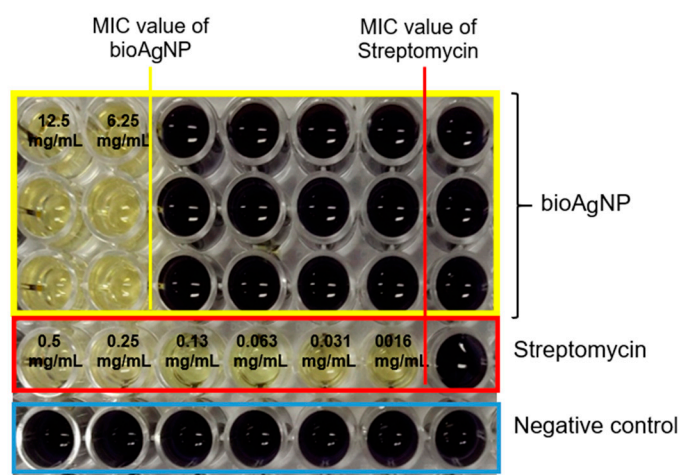 MIC value of
bioAgNP
MIC value of
Streptomycin
12.5
mg/mL
6.25
mg/mL
bioAgNP
0.5
mg/mL
0.25
mg/mL
0.13
mg/mL
0.063
mg/mL
0.031
mg/mL
0016
mg/mL
Streptomycin
Negative control